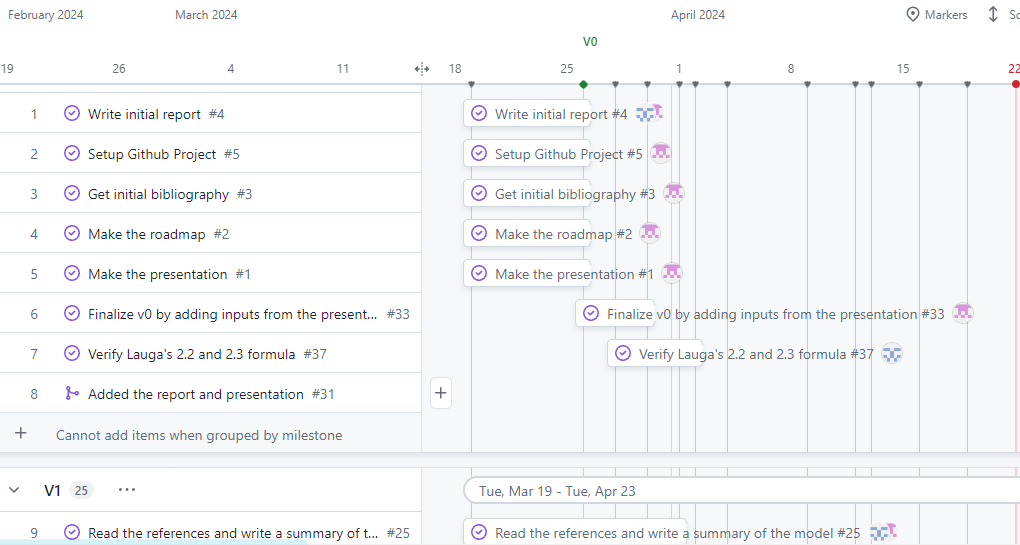 February 2024 March 2024 April 2024 Markers
V0
19 26 4 11 18 25 1 8 15 22
1 Write initial report #4 Write initial report #4
2 Setup Github Project #5 Setup Github Project #5
3 Get initial bibliography #3 Get initial bibliography #3
4 Make the roadmap #2 Make the roadmap #2
5 Make the presentation #1 Make the presentation #1
6 Finalize v0 by adding inputs from the present... #33 Finalize v0 by adding inputs from the presentation #33
7 Verify Lauga's 2.2 and 2.3 formula #37 Verify Lauga's 2.2 and 2.3 formula #37
8 Added the report and presentation #31
Cannot add items when grouped by milestone
V1 25 Tue, Mar 19 - Tue, Apr 23
9 Read the references and write a summary of t... #25 Read the references and write a summary of the model #25